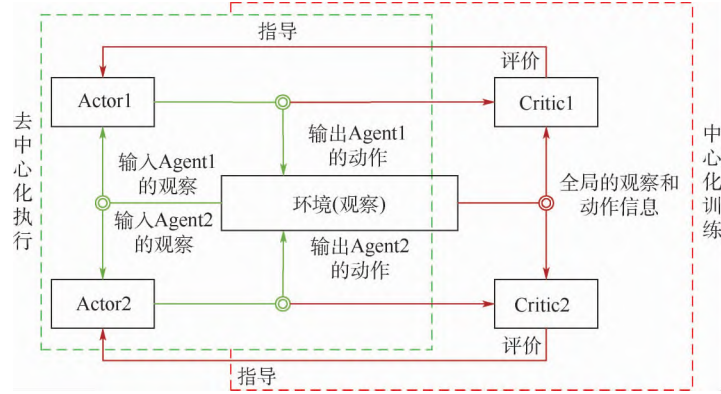 指导
评价
Actor1
Critic1
去中心化执行
输入Agent1
的观察
输出Agent1
的动作
环境(观察)
全局的观察和
动作信息
中心化训练
输入Agent2
的观察
输出Agent2
的动作
Actor2
Critic2
评价
指导